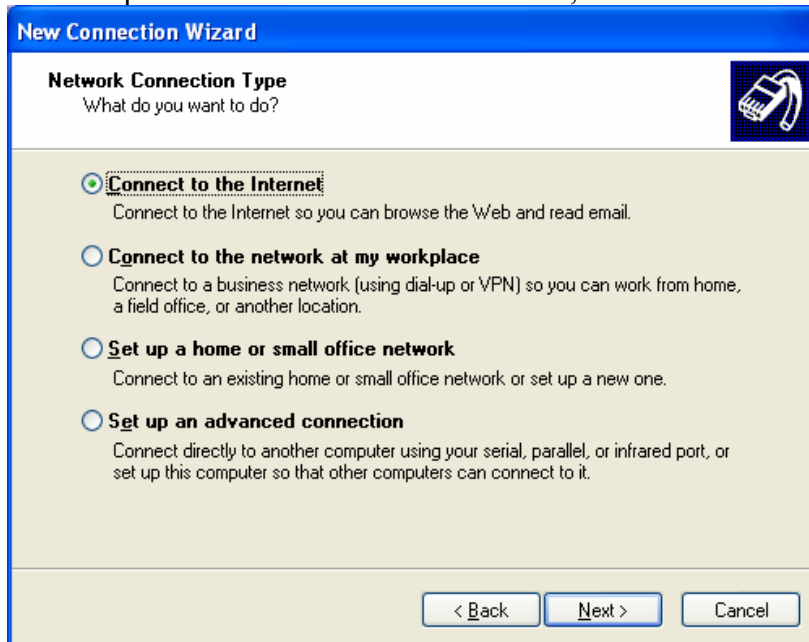 New Connection Wizard
Network Connection Type
What do you want to do?
Connect to the Internet
Connect to the Internet so you can browse the Web and read email.
Connect to the network at my workplace
Connect to a business network (using dial-up or VPN) so you can work from home,
a field office, or another location.
Set up a home or small office network
Connect to an existing home or small office network or set up a new one.
Set up an advanced connection
Connect directly to another computer using your serial, parallel, or infrared port, or
set up this computer so that other computers can connect to it.
< Back Next > Cancel